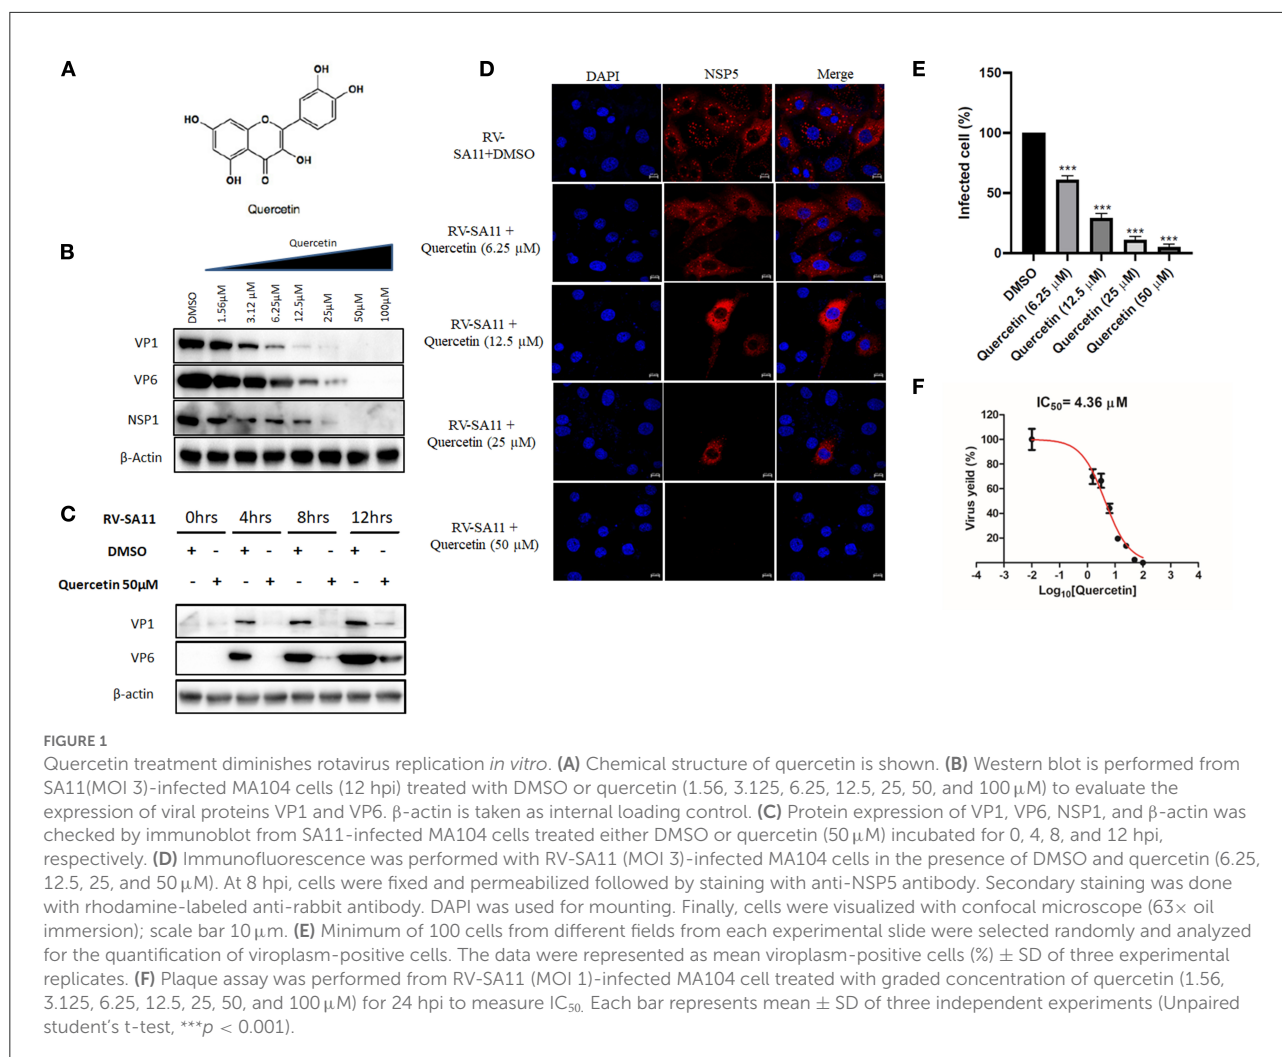 A
OH
OH
HO
O
OH
OH
O
Quercetin
B
Quercetin
DMSO
1.56µM
3.12 µM
6.25µM
12.5µM
25µM
50µM
100µM
VP1
VP6
NSP1
β-Actin
C
RV-SA11 0hrs 4hrs 8hrs 12hrs
DMSO + - + - + - + -
Quercetin 50µM - + - + - + - +
VP1
VP6
β-actin
D
DAPI NSP5 Merge
RV-
SA11+DMSO
RV-SA11 +
Quercetin (6.25 µM)
RV-SA11 +
Quercetin (12.5 µM)
RV-SA11 +
Quercetin (25 µM)
RV-SA11 +
Quercetin (50 µM)
E
Infected cell (%)
150
100
50
0
***
***
***
***
DMSO
Quercetin (6.25 µM)
Quercetin (12.5 µM)
Quercetin (25 µM)
Quercetin (50 µM)
F
IC50= 4.36 µM
Virus yeild (%)
120
100
80
60
40
20
-4 -3 -2 -1 0 1 2 3 4
Log10[Quercetin]
FIGURE 1
Quercetin treatment diminishes rotavirus replication in vitro. (A) Chemical structure of quercetin is shown. (B) Western blot is performed from
SA11(MOI 3)-infected MA104 cells (12 hpi) treated with DMSO or quercetin (1.56, 3.125, 6.25, 12.5, 25, 50, and 100 µM) to evaluate the
expression of viral proteins VP1 and VP6. β-actin is taken as internal loading control. (C) Protein expression of VP1, VP6, NSP1, and β-actin was
checked by immunoblot from SA11-infected MA104 cells treated either DMSO or quercetin (50 µM) incubated for 0, 4, 8, and 12 hpi,
respectively. (D) Immunofluorescence was performed with RV-SA11 (MOI 3)-infected MA104 cells in the presence of DMSO and quercetin (6.25,
12.5, 25, and 50 µM). At 8 hpi, cells were fixed and permeabilized followed by staining with anti-NSP5 antibody. Secondary staining was done
with rhodamine-labeled anti-rabbit antibody. DAPI was used for mounting. Finally, cells were visualized with confocal microscope (63× oil
immersion); scale bar 10 µm. (E) Minimum of 100 cells from different fields from each experimental slide were selected randomly and analyzed
for the quantification of viroplasm-positive cells. The data were represented as mean viroplasm-positive cells (%) ± SD of three experimental
replicates. (F) Plaque assay was performed from RV-SA11 (MOI 1)-infected MA104 cell treated with graded concentration of quercetin (1.56,
3.125, 6.25, 12.5, 25, 50, and 100 µM) for 24 hpi to measure IC50. Each bar represents mean ± SD of three independent experiments (Unpaired
student's t-test, ***p < 0.001).